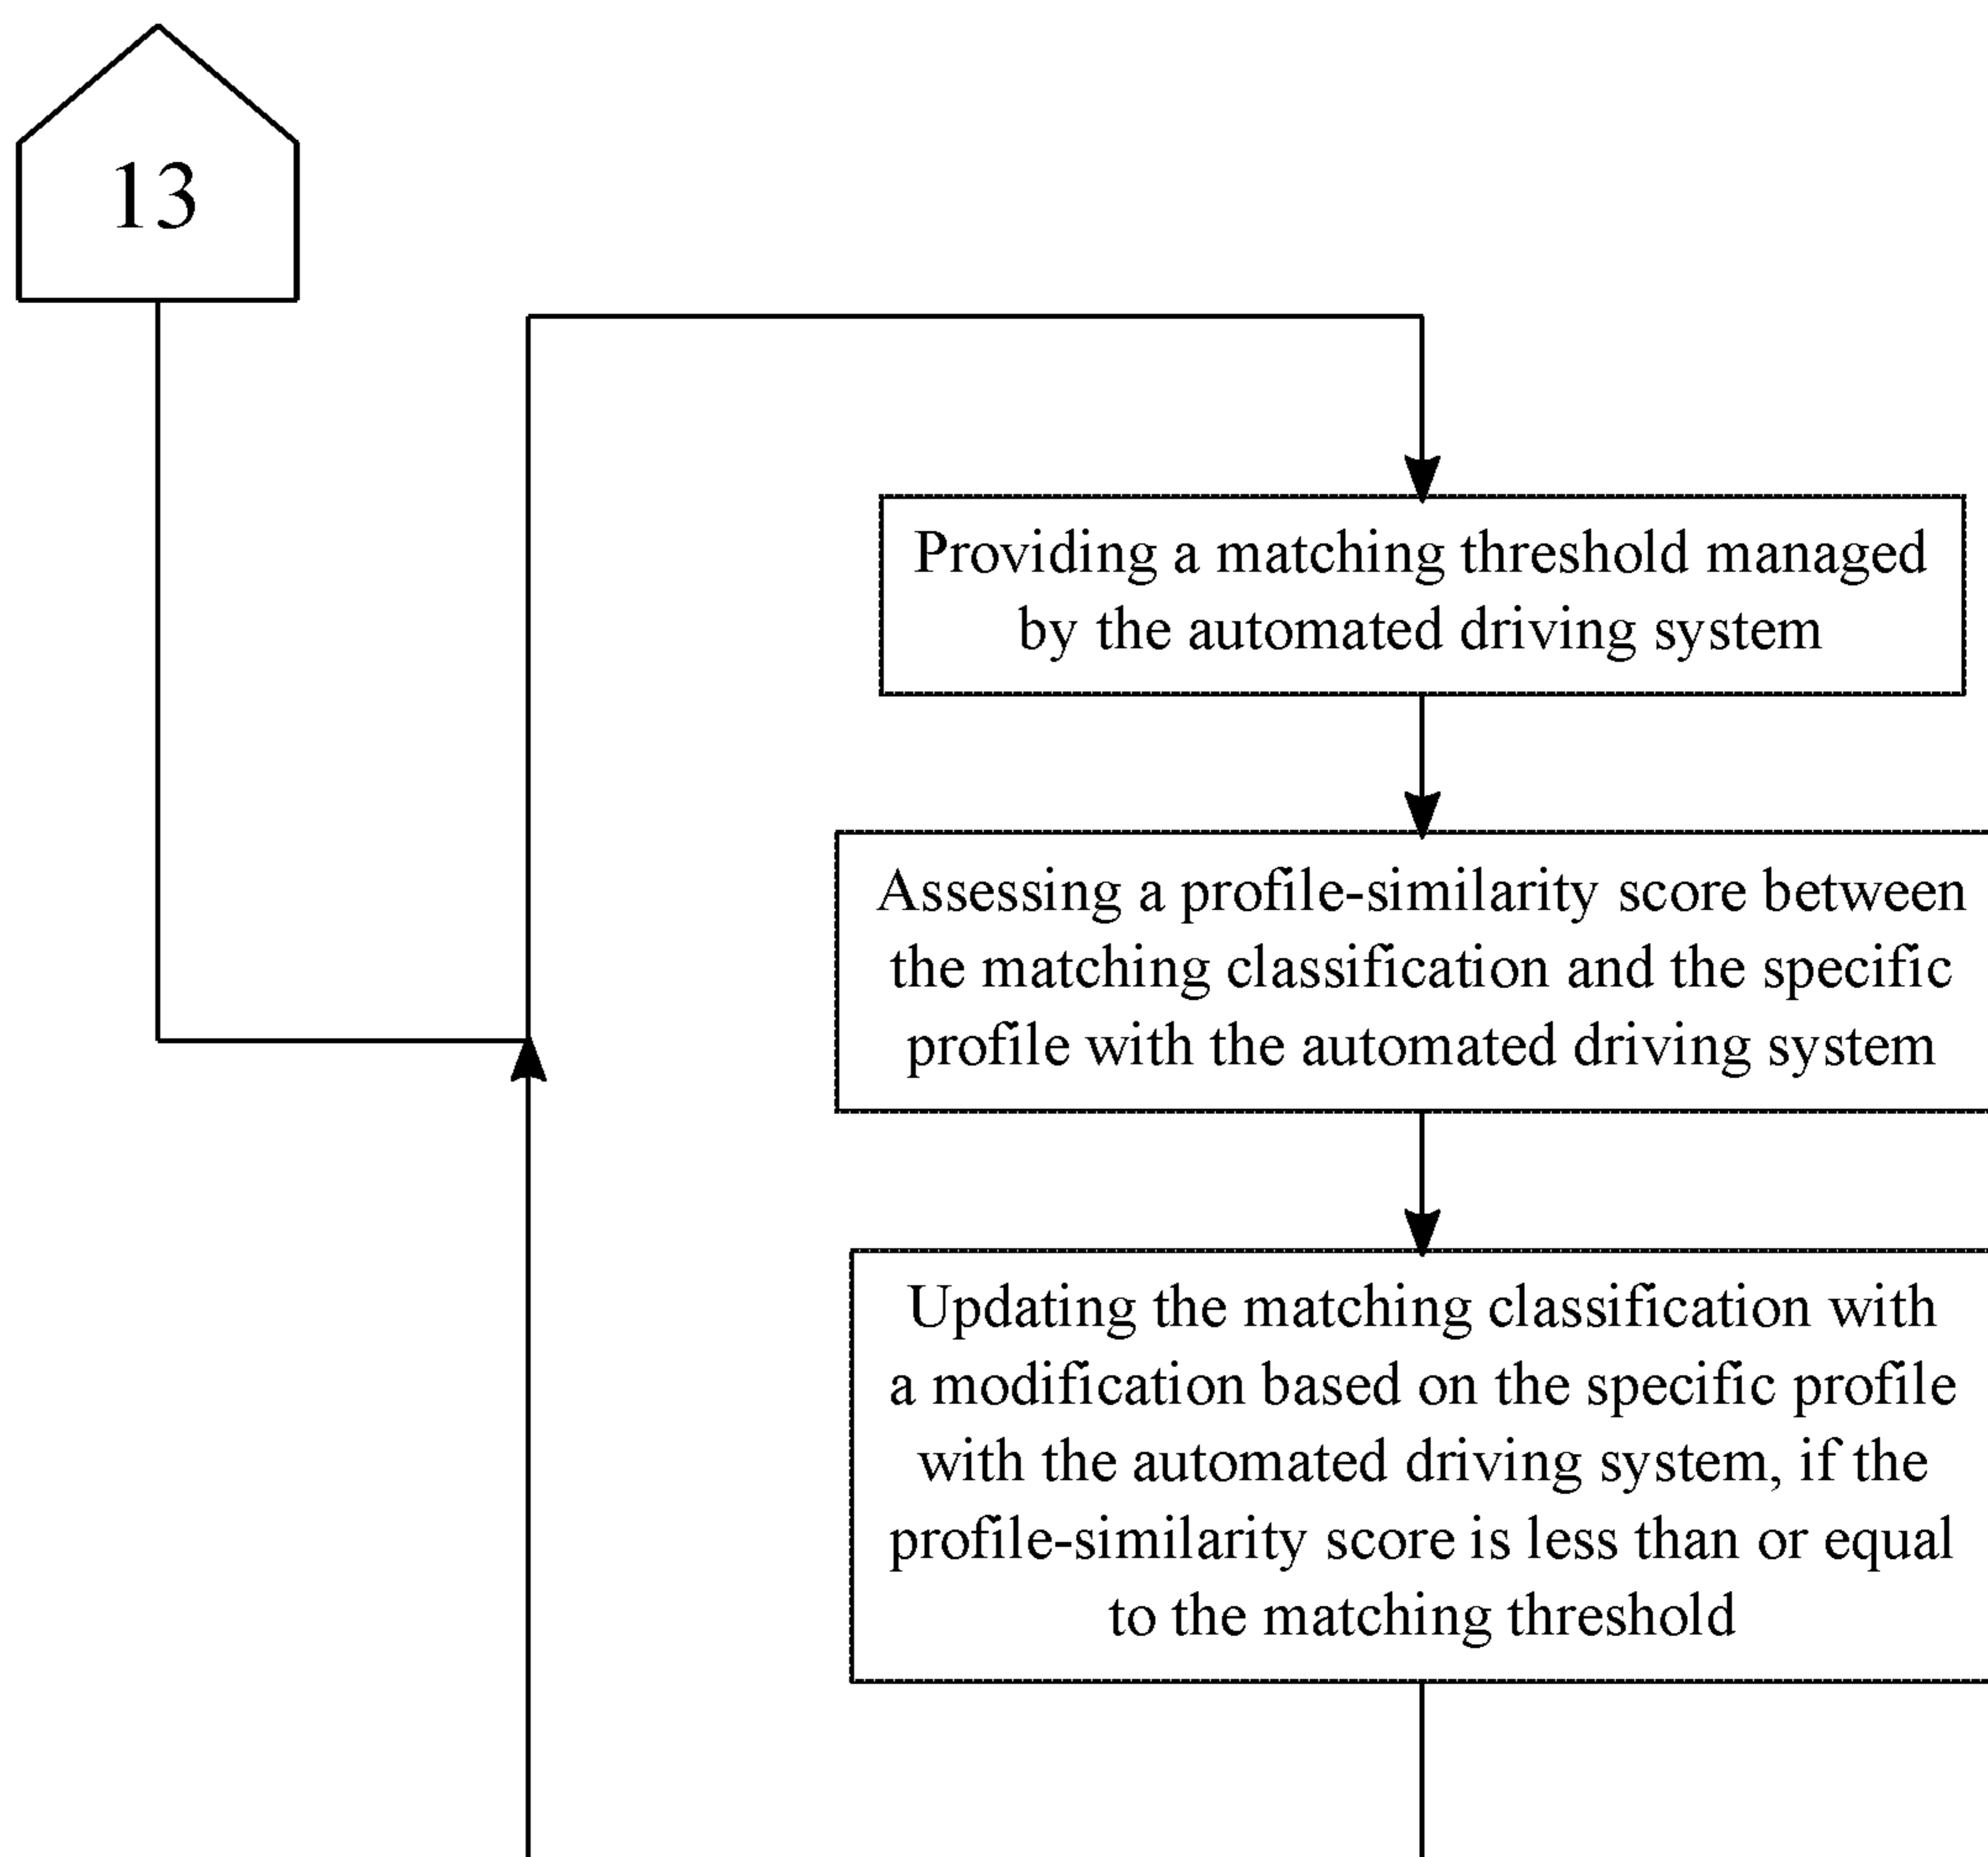 13
Providing a matching threshold managed
by the automated driving system
Assessing a profile-similarity score between
the matching classification and the specific
profile with the automated driving system
Updating the matching classification with
a modification based on the specific profile
with the automated driving system, if the
profile-similarity score is less than or equal
to the matching threshold